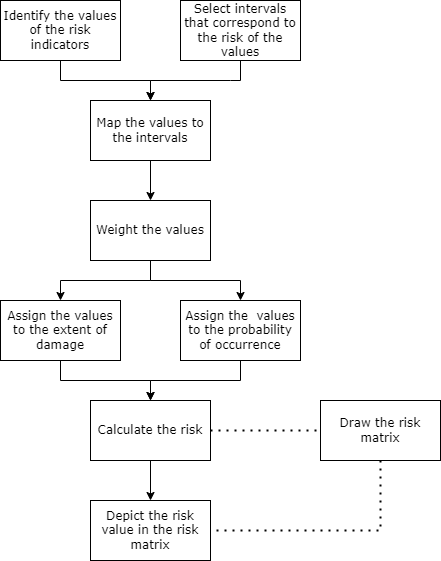 Identify the values
of the risk
indicators
Select intervals
that correspond to
the risk of the
values
Map the values to
the intervals
Weight the values
Assign the values
to the extent of
damage
Assign the  values
to the probability
of occurrence
Calculate the risk
Draw the risk
matrix
Depict the risk
value in the risk
matrix